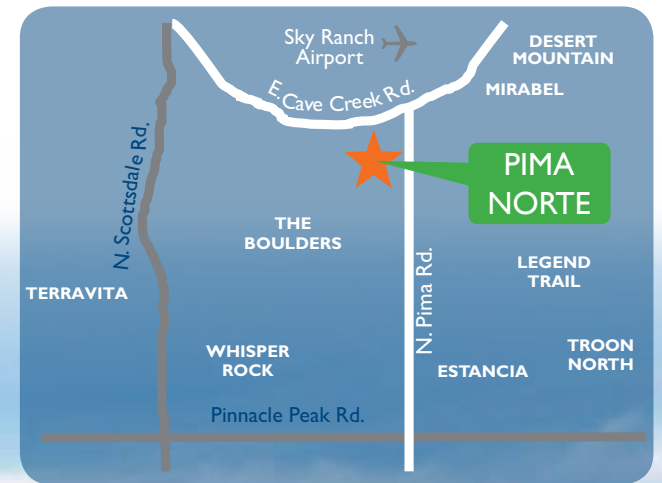 Sky Ranch
Airport
DESERT
MOUNTAIN
E. Cave Creek Rd.
MIRABEL
N. Scottsdale Rd.
PIMA
NORTE
THE
BOULDERS
N. Pima Rd.
LEGEND
TRAIL
TERRAVITA
WHISPER
ROCK
TROON
NORTH
ESTANCIA
Pinnacle Peak Rd.